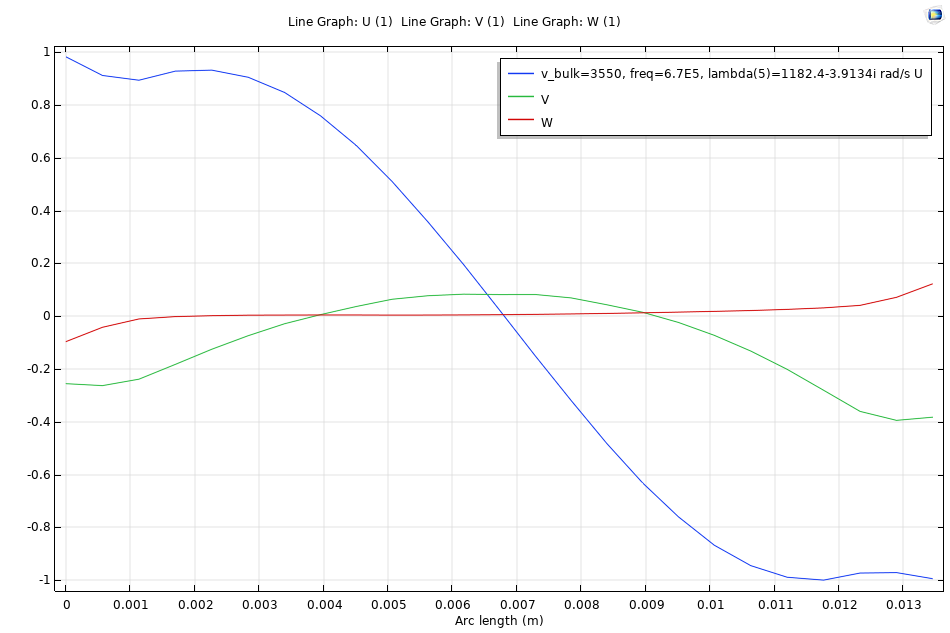 Line Graph: U (1) Line Graph: V (1) Line Graph: W (1)
1
0.8
0.6
0.4
0.2
0
-0.2
-0.4
-0.6
-0.8
-1
v_bulk=3550, freq=6.7E5, lambda(5)=1182.4-3.9134i rad/s U
V
W
0 0.001 0.002 0.003 0.004 0.005 0.006 0.007 0.008 0.009 0.01 0.011 0.012 0.013
Arc length (m)